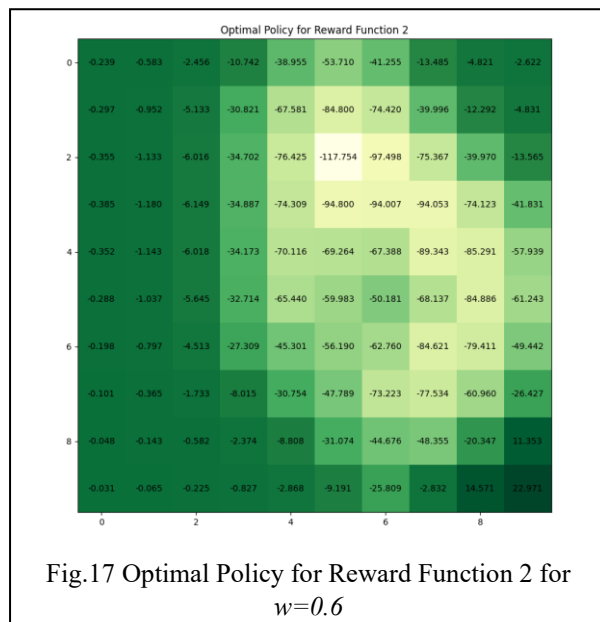 Optimal Policy for Reward Function 2
0 -0.239 -0.583 -2.456 -10.742 -38.955 -53.710 -41.255 -13.485 -4.821 -2.622
-0.297 -0.952 -5.133 -30.821 -67.581 -84.800 -74.420 -39.996 -12.292 -4.831
2 -0.355 -1.133 -6.016 -34.702 -76.425 -117.754 -97.498 -75.367 -39.970 -13.565
-0.385 -1.180 -6.149 -34.887 -74.309 -94.800 -94.007 -94.053 -74.123 -41.831
4 -0.352 -1.143 -6.018 -34.173 -70.116 -69.264 -67.388 -89.343 -85.291 -57.939
-0.288 -1.037 -5.645 -32.714 -65.440 -59.983 -50.181 -68.137 -84.886 -61.243
6 -0.198 -0.797 -4.513 -27.309 -45.301 -56.190 -62.760 -84.621 -79.411 -49.442
-0.101 -0.365 -1.733 -8.015 -30.754 -47.789 -73.223 -77.534 -60.960 -26.427
8 -0.048 -0.143 -0.582 -2.374 -8.808 -31.074 -44.676 -48.355 -20.347 11.353
-0.031 -0.065 -0.225 -0.827 -2.868 -9.191 -25.809 -2.832 14.571 22.971
0 2 4 6 8
Fig.17 Optimal Policy for Reward Function 2 for
w=0.6